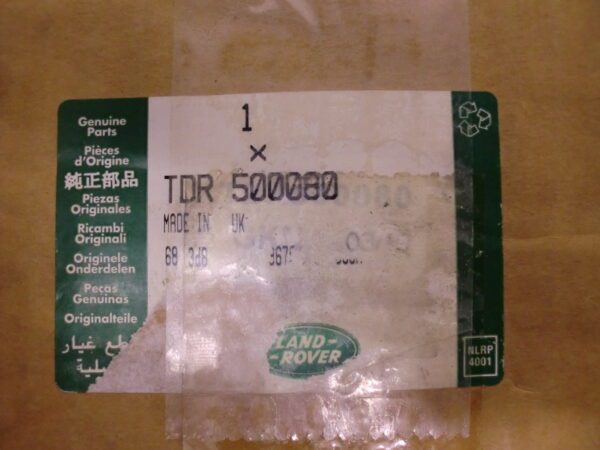 Genuine
Parts
Pièces
d'Origine
純正部品
Piezas
Originales
Ricambi
Originali
Originele
Onderdelen
Peças
Genuínas
Originalteile
غيار
1
×
TDR 500080
MADE IN UK
68
LAND-
-ROVER
NLRP
4001